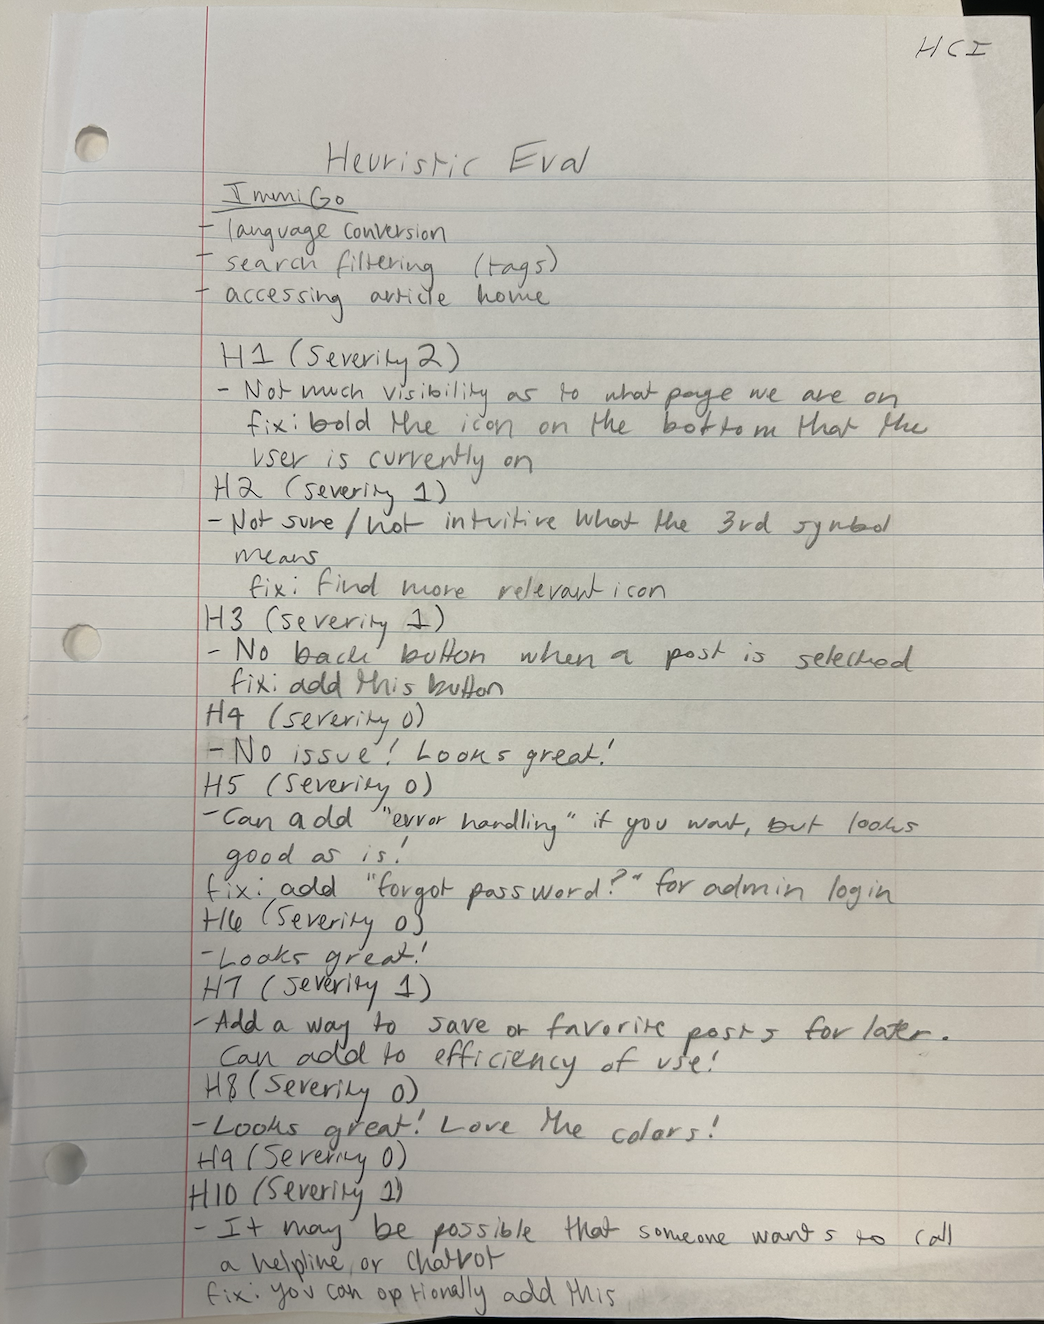 HCI
Heuristic Eval
ImmiGo
- language conversion
- search filtering (tags)
- accessing article home
H1 (Severity 2)
- Not much visibility as to what page we are on
fix: bold the icon on the bottom that the
user is currently on
H2 (severity 1)
- Not sure/not intuitive what the 3rd symbol
means
fix: find more relevant icon
H3 (severity 1)
- No back button when a post is selected
fix: add this button
H4 (severity 0)
- No issue! Looks great!
H5 (Severity 0)
- Can add "error handling" if you want, but looks
good as is!
fix: add "forgot password?" for admin login
H6 (Severity 0)
- Looks great!
H7 (severity 1)
- Add a way to save or favorite posts for later.
Can add to efficiency of use!
H8 (Severity 0)
- Looks great! Love the colors!
H9 (Severity 0)
H10 (Severity 1)
- It may be possible that someone wants to call
a helpline or chatbot
fix: you can optionally add this